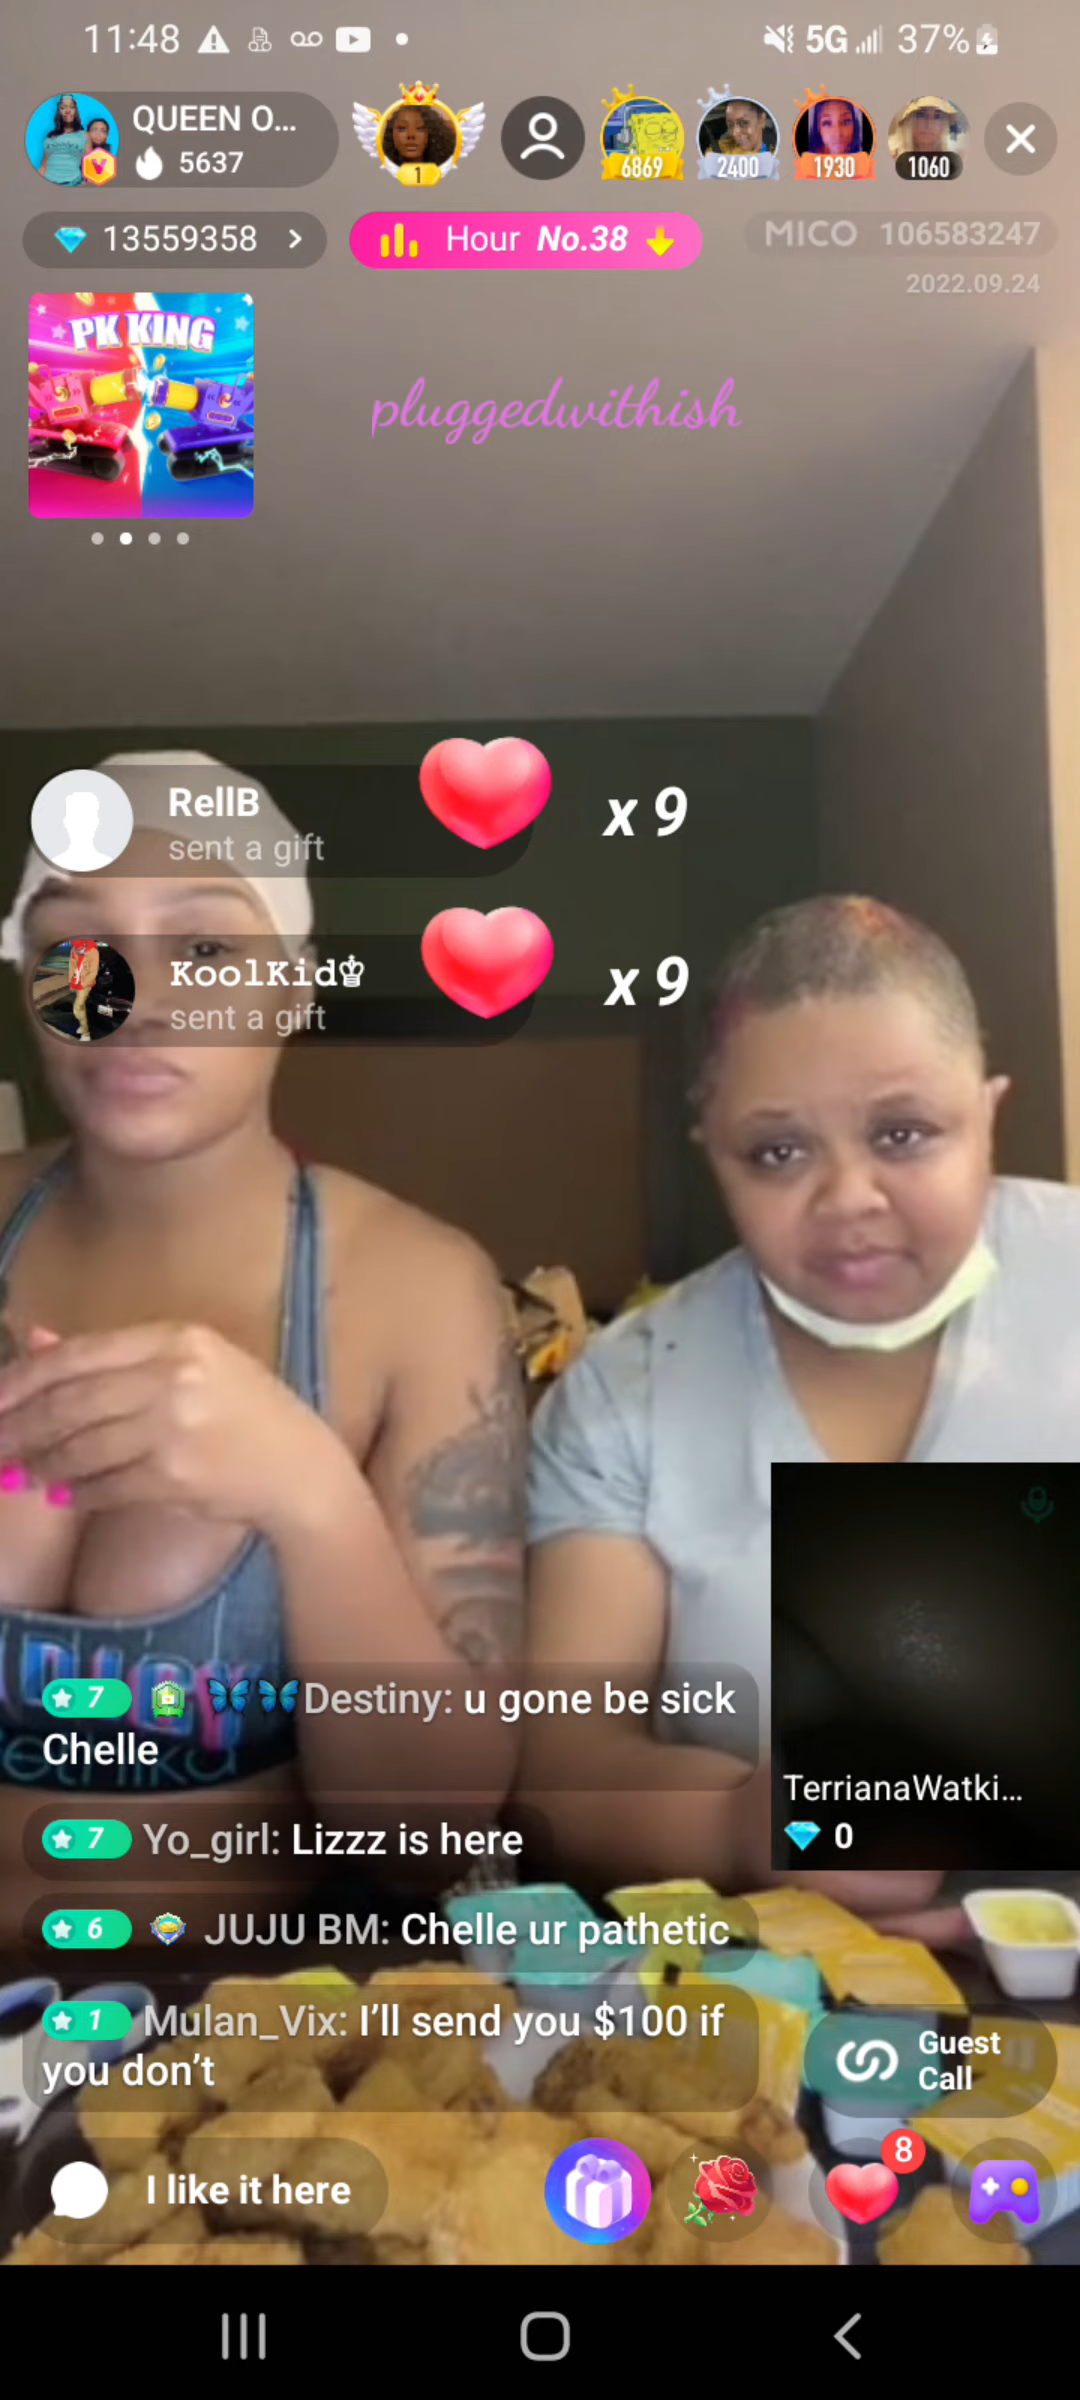 11:48
5G 37%
QUEEN O...
5637
1
6869
2400
1930
1060
13559358
Hour No.38
MICO 106583247
2022.09.24
PK KING
pluggedwithish
RellB
sent a gift
x 9
KoolKid♔
sent a gift
x 9
7 Destiny: u gone be sick
Chelle
TerrianaWatki...
0
7 Yo_girl: Lizzz is here
6 JUJU BM: Chelle ur pathetic
1 Mulan_Vix: I'll send you $100 if
you don't
Guest
Call
8
I like it here